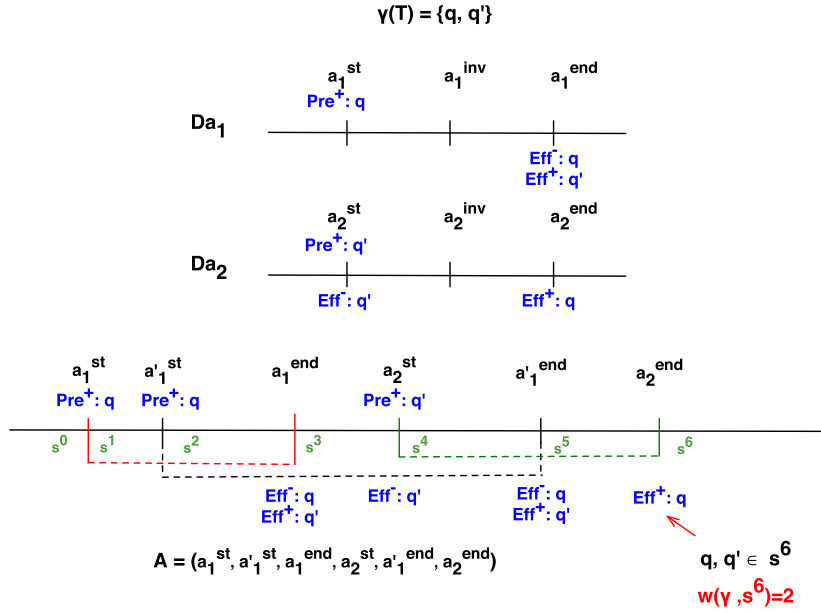 γ(T) = {q, q'}
a₁ˢᵗ a₁ⁱⁿᵛ a₁ᵉⁿᵈ
Pre⁺: q
Da₁
Eff⁻: q
Eff⁺: q'
a₂ˢᵗ a₂ⁱⁿᵛ a₂ᵉⁿᵈ
Pre⁺: q'
Da₂
Eff⁻: q' Eff⁺: q
a₁ˢᵗ a'₁ˢᵗ a₁ᵉⁿᵈ a₂ˢᵗ a'₁ᵉⁿᵈ a₂ᵉⁿᵈ
Pre⁺: q Pre⁺: q Pre⁺: q'
s⁰ s¹ s² s³ s⁴ s⁵ s⁶
Eff⁻: q Eff⁻: q' Eff⁻: q Eff⁺: q
Eff⁺: q' Eff⁺: q'
A = (a₁ˢᵗ, a'₁ˢᵗ, a₁ᵉⁿᵈ, a₂ˢᵗ, a'₁ᵉⁿᵈ, a₂ᵉⁿᵈ)
q, q' ∈ s⁶
w(γ ,s⁶)=2